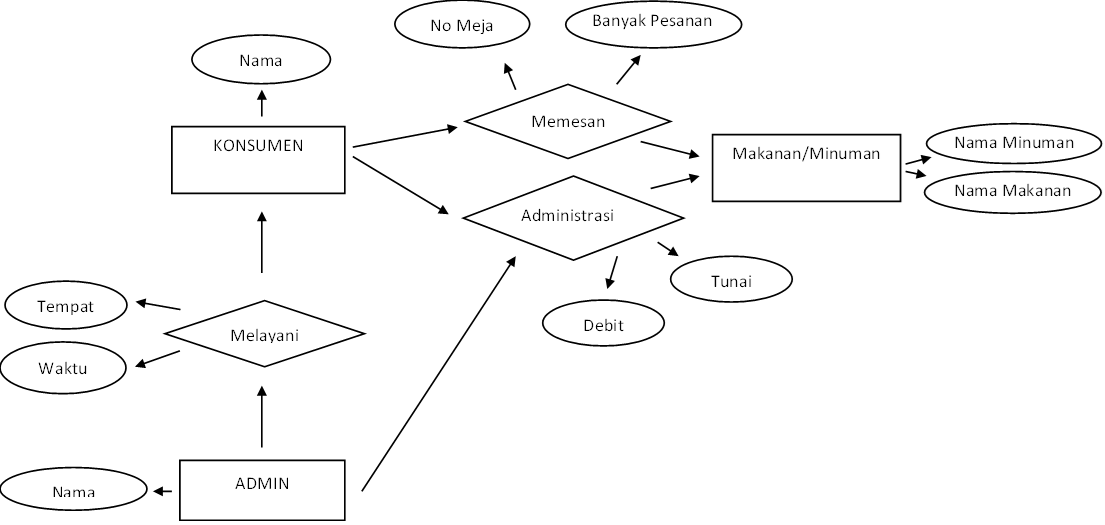 No Meja
Banyak Pesanan
Nama
Memesan
KONSUMEN
Makanan/Minuman
Nama Minuman
Nama Makanan
Administrasi
Tunai
Tempat
Debit
Melayani
Waktu
ADMIN
Nama